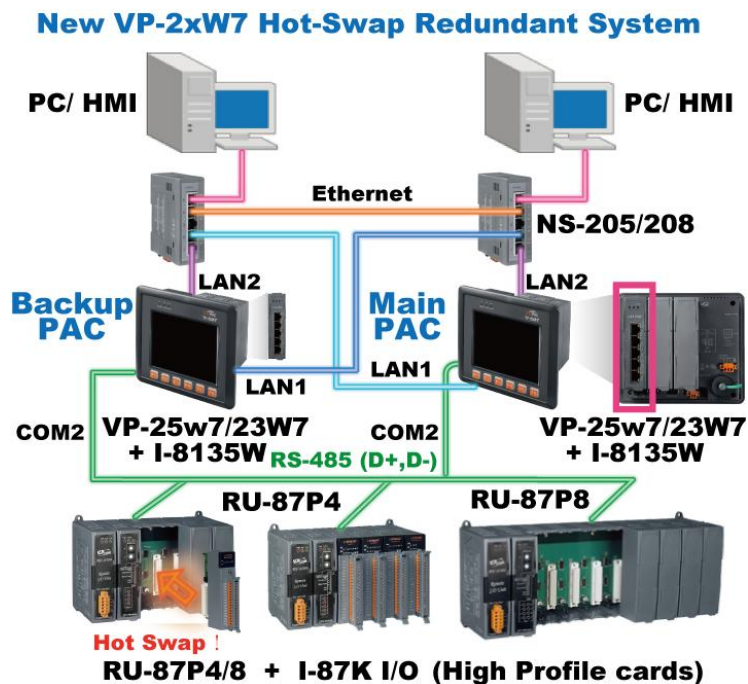 New VP-2xW7 Hot-Swap Redundant System
PC/ HMI
PC/ HMI
Ethernet
NS-205/208
LAN2
LAN2
Backup
PAC
Main
PAC
LAN1
LAN1
COM2
VP-25w7/23W7
+ I-8135W
COM2
VP-25w7/23W7
+ I-8135W
RS-485 (D+,D-)
RU-87P4
RU-87P8
Hot Swap !
RU-87P4/8 + I-87K I/O (High Profile cards)